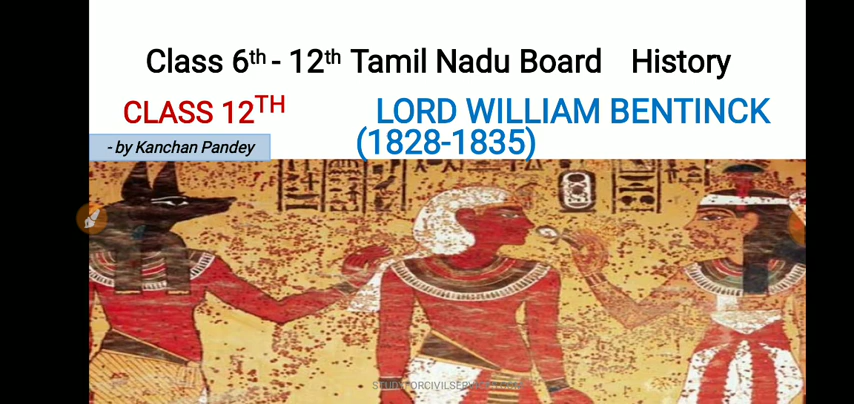 Class 6th - 12th Tamil Nadu Board History
CLASS 12TH LORD WILLIAM BENTINCK
(1828-1835)
- by Kanchan Pandey